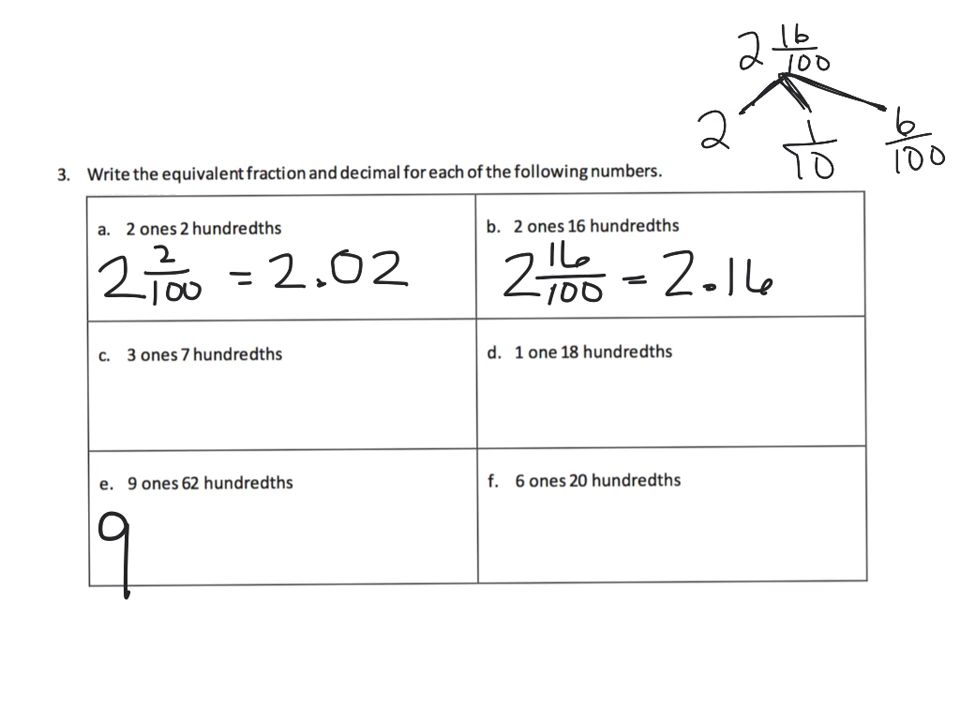 2 16/100
2 1/10 6/100
3. Write the equivalent fraction and decimal for each of the following numbers.
a. 2 ones 2 hundredths
2 2/100 = 2.02
b. 2 ones 16 hundredths
2 16/100 = 2.16
c. 3 ones 7 hundredths
d. 1 one 18 hundredths
e. 9 ones 62 hundredths
9
f. 6 ones 20 hundredths